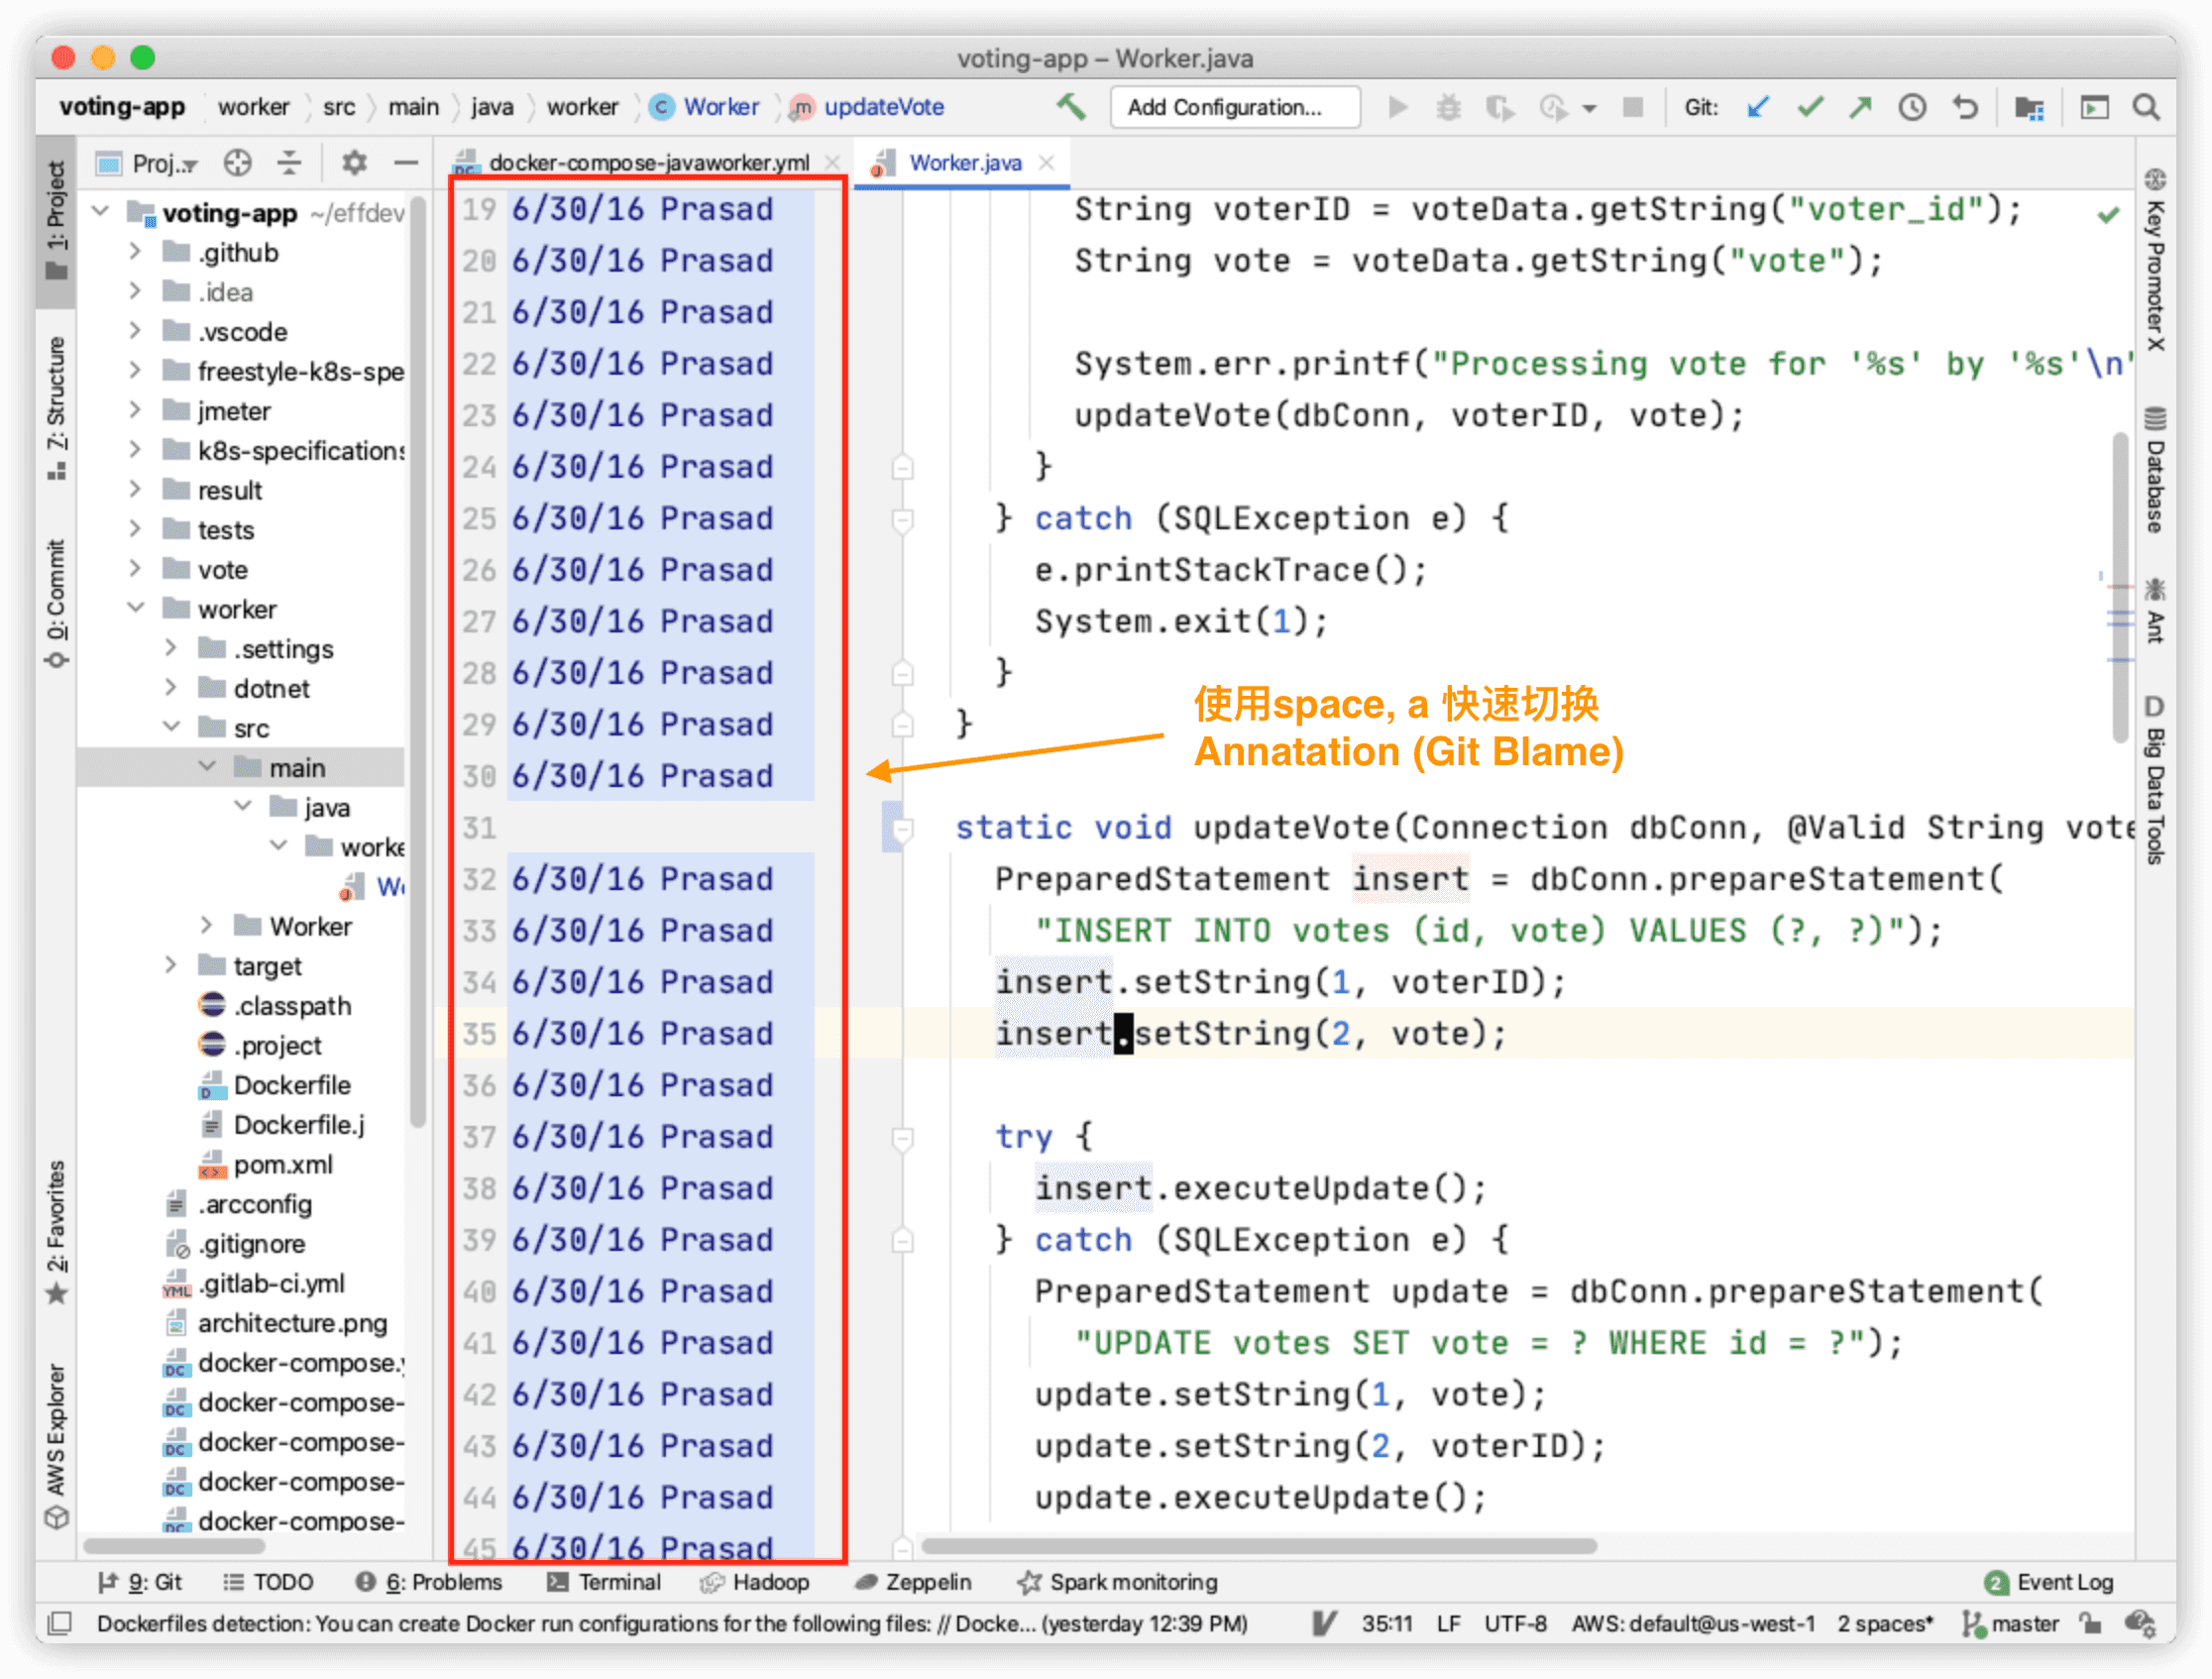 voting-app – Worker.java
voting-app worker src main java worker C Worker m updateVote Add Configuration... Git:
1: Project
Z: Structure
0: Commit
2: Favorites
AWS Explorer
Proj...
voting-app ~/effdev
.github
.idea
.vscode
freestyle-k8s-spe
jmeter
k8s-specifications
result
tests
vote
worker
.settings
dotnet
src
main
java
worke
Wo
Worker
target
.classpath
.project
Dockerfile
Dockerfile.j
pom.xml
.arcconfig
.gitignore
.gitlab-ci.yml
architecture.png
docker-compose.y
docker-compose-
docker-compose-
docker-compose-
docker-compose-
docker-compose-javaworker.yml Worker.java
19 6/30/16 Prasad String voterID = voteData.getString("voter_id");
20 6/30/16 Prasad String vote = voteData.getString("vote");
21 6/30/16 Prasad
22 6/30/16 Prasad System.err.printf("Processing vote for '%s' by '%s'\n"
23 6/30/16 Prasad updateVote(dbConn, voterID, vote);
24 6/30/16 Prasad }
25 6/30/16 Prasad } catch (SQLException e) {
26 6/30/16 Prasad e.printStackTrace();
27 6/30/16 Prasad System.exit(1);
28 6/30/16 Prasad }
29 6/30/16 Prasad }
30 6/30/16 Prasad
使用space, a 快速切换
Annatation (Git Blame)
31 static void updateVote(Connection dbConn, @Valid String vote
32 6/30/16 Prasad PreparedStatement insert = dbConn.prepareStatement(
33 6/30/16 Prasad "INSERT INTO votes (id, vote) VALUES (?, ?)");
34 6/30/16 Prasad insert.setString(1, voterID);
35 6/30/16 Prasad insert.setString(2, vote);
36 6/30/16 Prasad
37 6/30/16 Prasad try {
38 6/30/16 Prasad insert.executeUpdate();
39 6/30/16 Prasad } catch (SQLException e) {
40 6/30/16 Prasad PreparedStatement update = dbConn.prepareStatement(
41 6/30/16 Prasad "UPDATE votes SET vote = ? WHERE id = ?");
42 6/30/16 Prasad update.setString(1, vote);
43 6/30/16 Prasad update.setString(2, voterID);
44 6/30/16 Prasad update.executeUpdate();
45 6/30/16 Prasad
Key Promoter X
Database
Ant
D Big Data Tools
9: Git TODO 6: Problems Terminal Hadoop Zeppelin Spark monitoring 2 Event Log
Dockerfiles detection: You can create Docker run configurations for the following files: // Docke... (yesterday 12:39 PM) 35:11 LF UTF-8 AWS: default@us-west-1 2 spaces* master